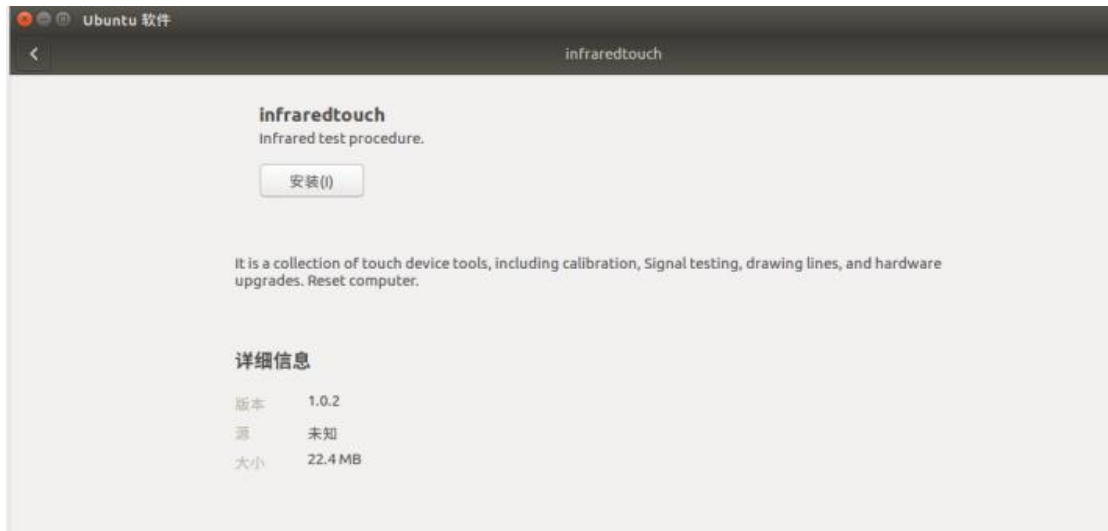 Ubuntu 软件
infraredtouch
infraredtouch
Infrared test procedure.
安装(I)
It is a collection of touch device tools, including calibration, Signal testing, drawing lines, and hardware
upgrades. Reset computer.
详细信息
版本 1.0.2
源 未知
大小 22.4 MB